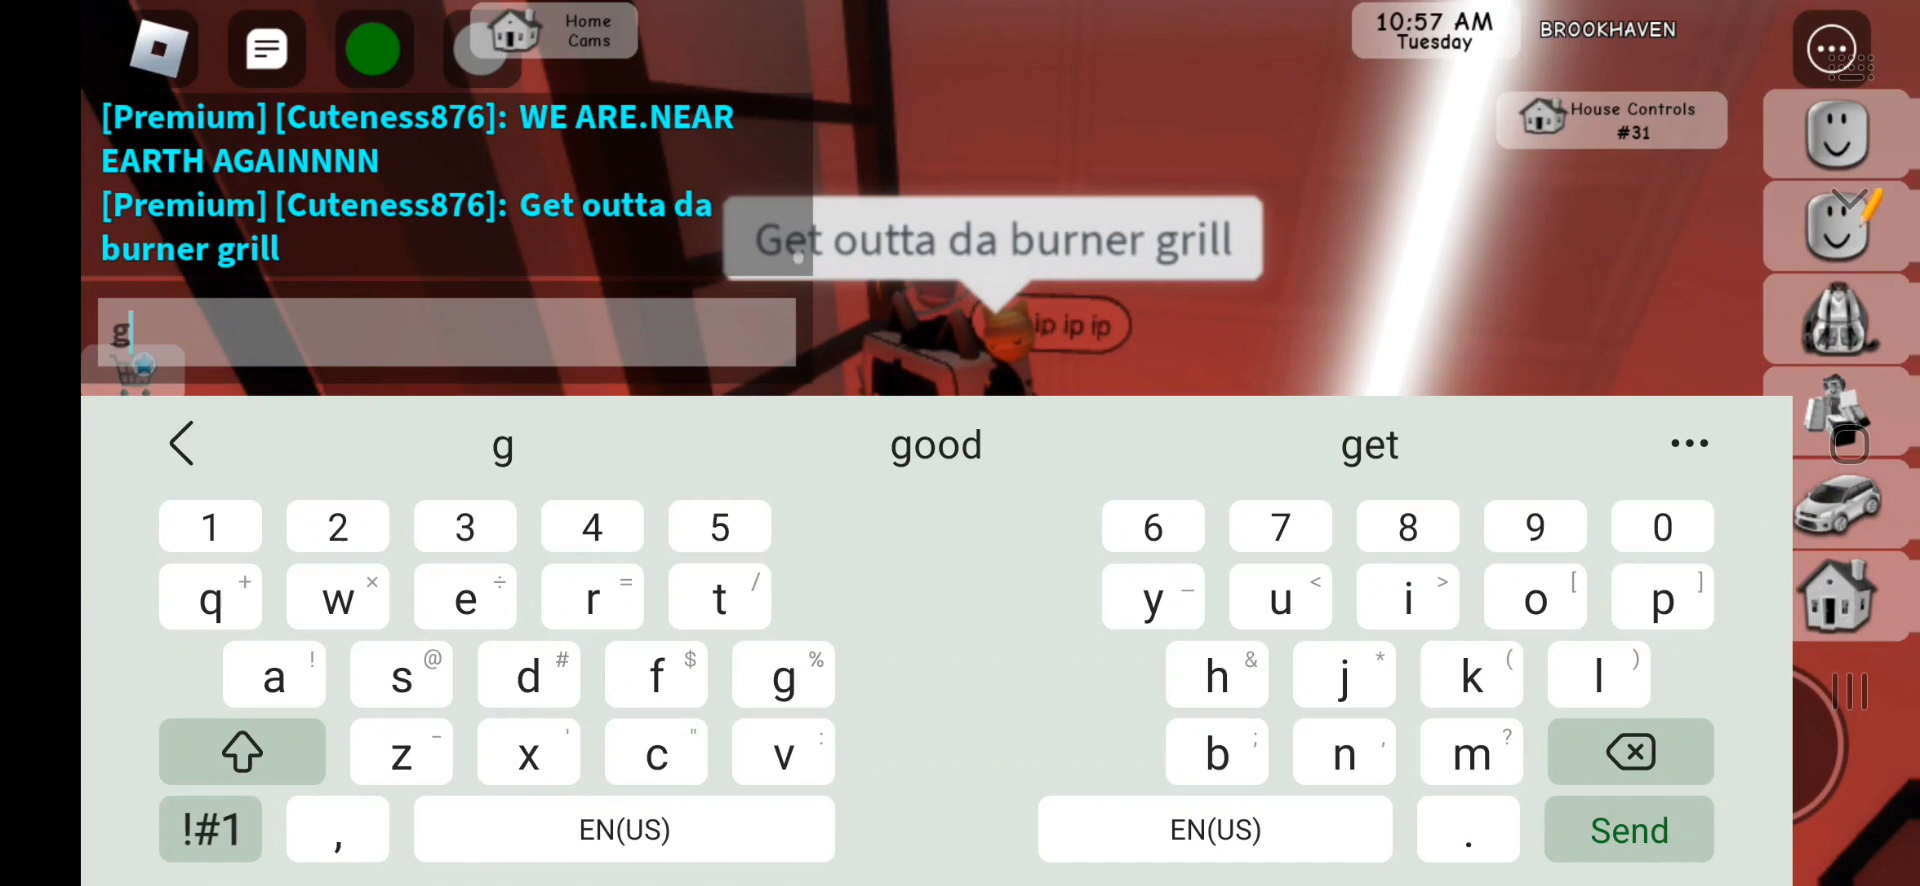 Home
Cams
10:57 AM
Tuesday
BROOKHAVEN
House Controls
#31
[Premium] [Cuteness876]: WE ARE.NEAR
EARTH AGAINNNN
[Premium] [Cuteness876]: Get outta da
burner grill
Get outta da burner grill
ip ip ip
g
g good get
1 2 3 4 5 6 7 8 9 0
q + w × e ÷ r = t / y _ u < i > o [ p ]
a ! s @ d # f $ g % h & j * k ( l )
z - x ' c " v : b ; n , m ?
!#1 , EN(US) EN(US) . Send